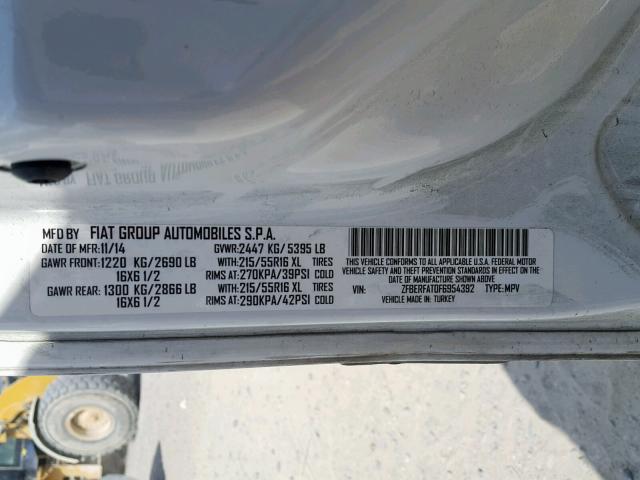 MFD BY FIAT GROUP AUTOMOBILES S.P.A.
DATE OF MFR:11/14 GVWR:2447 KG/5395 LB
GAWR FRONT:1220 KG/2690 LB WITH:215/55R16 XL TIRES
16X6 1/2 RIMS AT:270KPA/39PSI COLD
GAWR REAR:1300 KG/2866 LB WITH:215/55R16 XL TIRES
16X6 1/2 RIMS AT:290KPA/42PSI COLD
THIS VEHICLE CONFORMS TO ALL APPLICABLE U.S.A. FEDERAL MOTOR
VEHICLE SAFETY AND THEFT PREVENTION STANDARDS IN EFFECT ON THE
DATE OF MANUFACTURE SHOWN ABOVE
VIN: ZFBERFAT0F6954392 TYPE:MPV
VEHICLE MADE IN: TURKEY